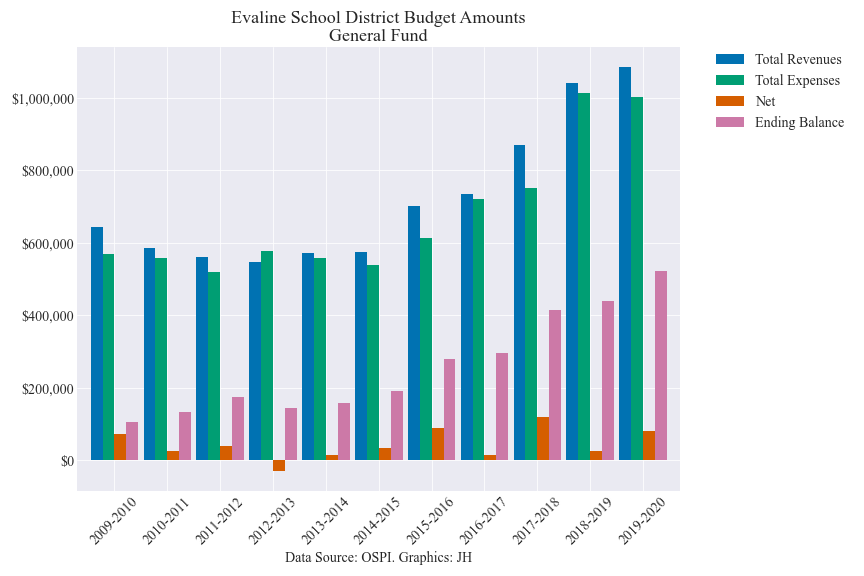 Evaline School District Budget Amounts
General Fund
Total Revenues
Total Expenses
Net
Ending Balance
$1,000,000
$800,000
$600,000
$400,000
$200,000
$0
2009-2010
2010-2011
2011-2012
2012-2013
2013-2014
2014-2015
2015-2016
2016-2017
2017-2018
2018-2019
2019-2020
Data Source: OSPI. Graphics: JH